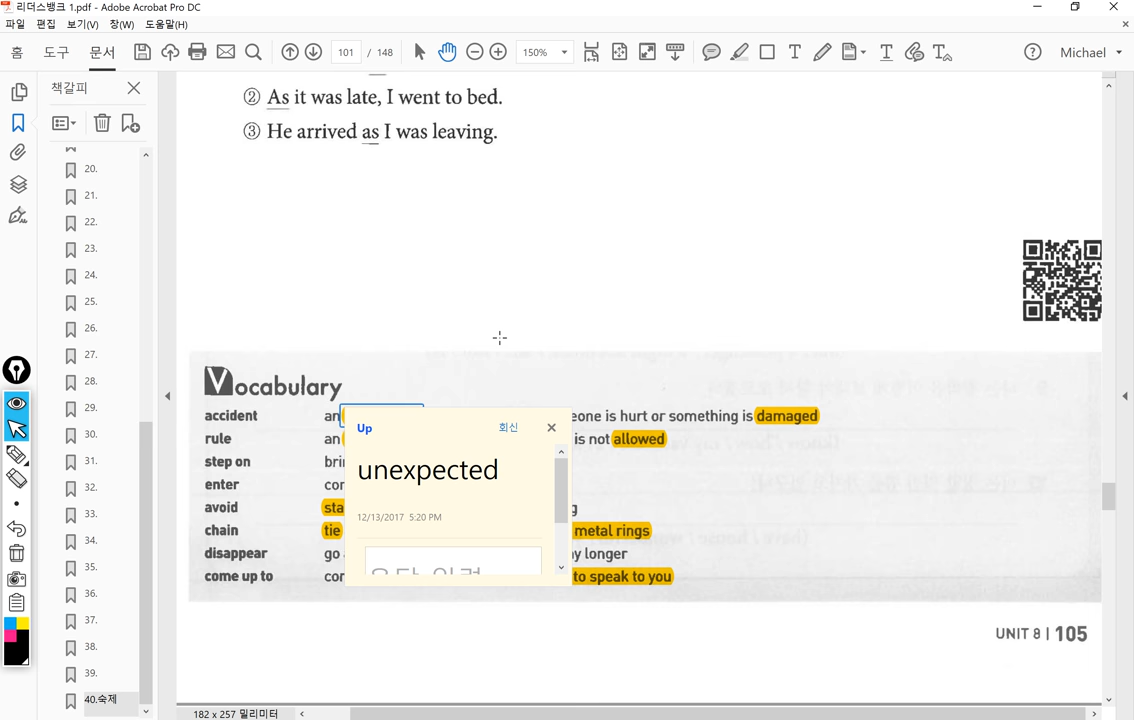 리더스뱅크 1.pdf - Adobe Acrobat Pro DC
파일 편집 보기(V) 창(W) 도움말(H)
홈 도구 문서 101 / 148 150% Michael
책갈피
② As it was late, I went to bed.
③ He arrived as I was leaving.
20.
21.
22.
23.
24.
25.
26.
27.
28.
29.
30.
31.
32.
33.
34.
35.
36.
37.
38.
39.
40.숙제
Vocabulary
accident an eone is hurt or something is damaged
rule an is not allowed
step on bri
enter cor
avoid sta g
chain tie metal rings
disappear go y longer
come up to cor to speak to you
Up 회신
unexpected
12/13/2017 5:20 PM
UNIT 8 | 105
182 x 257 밀리미터